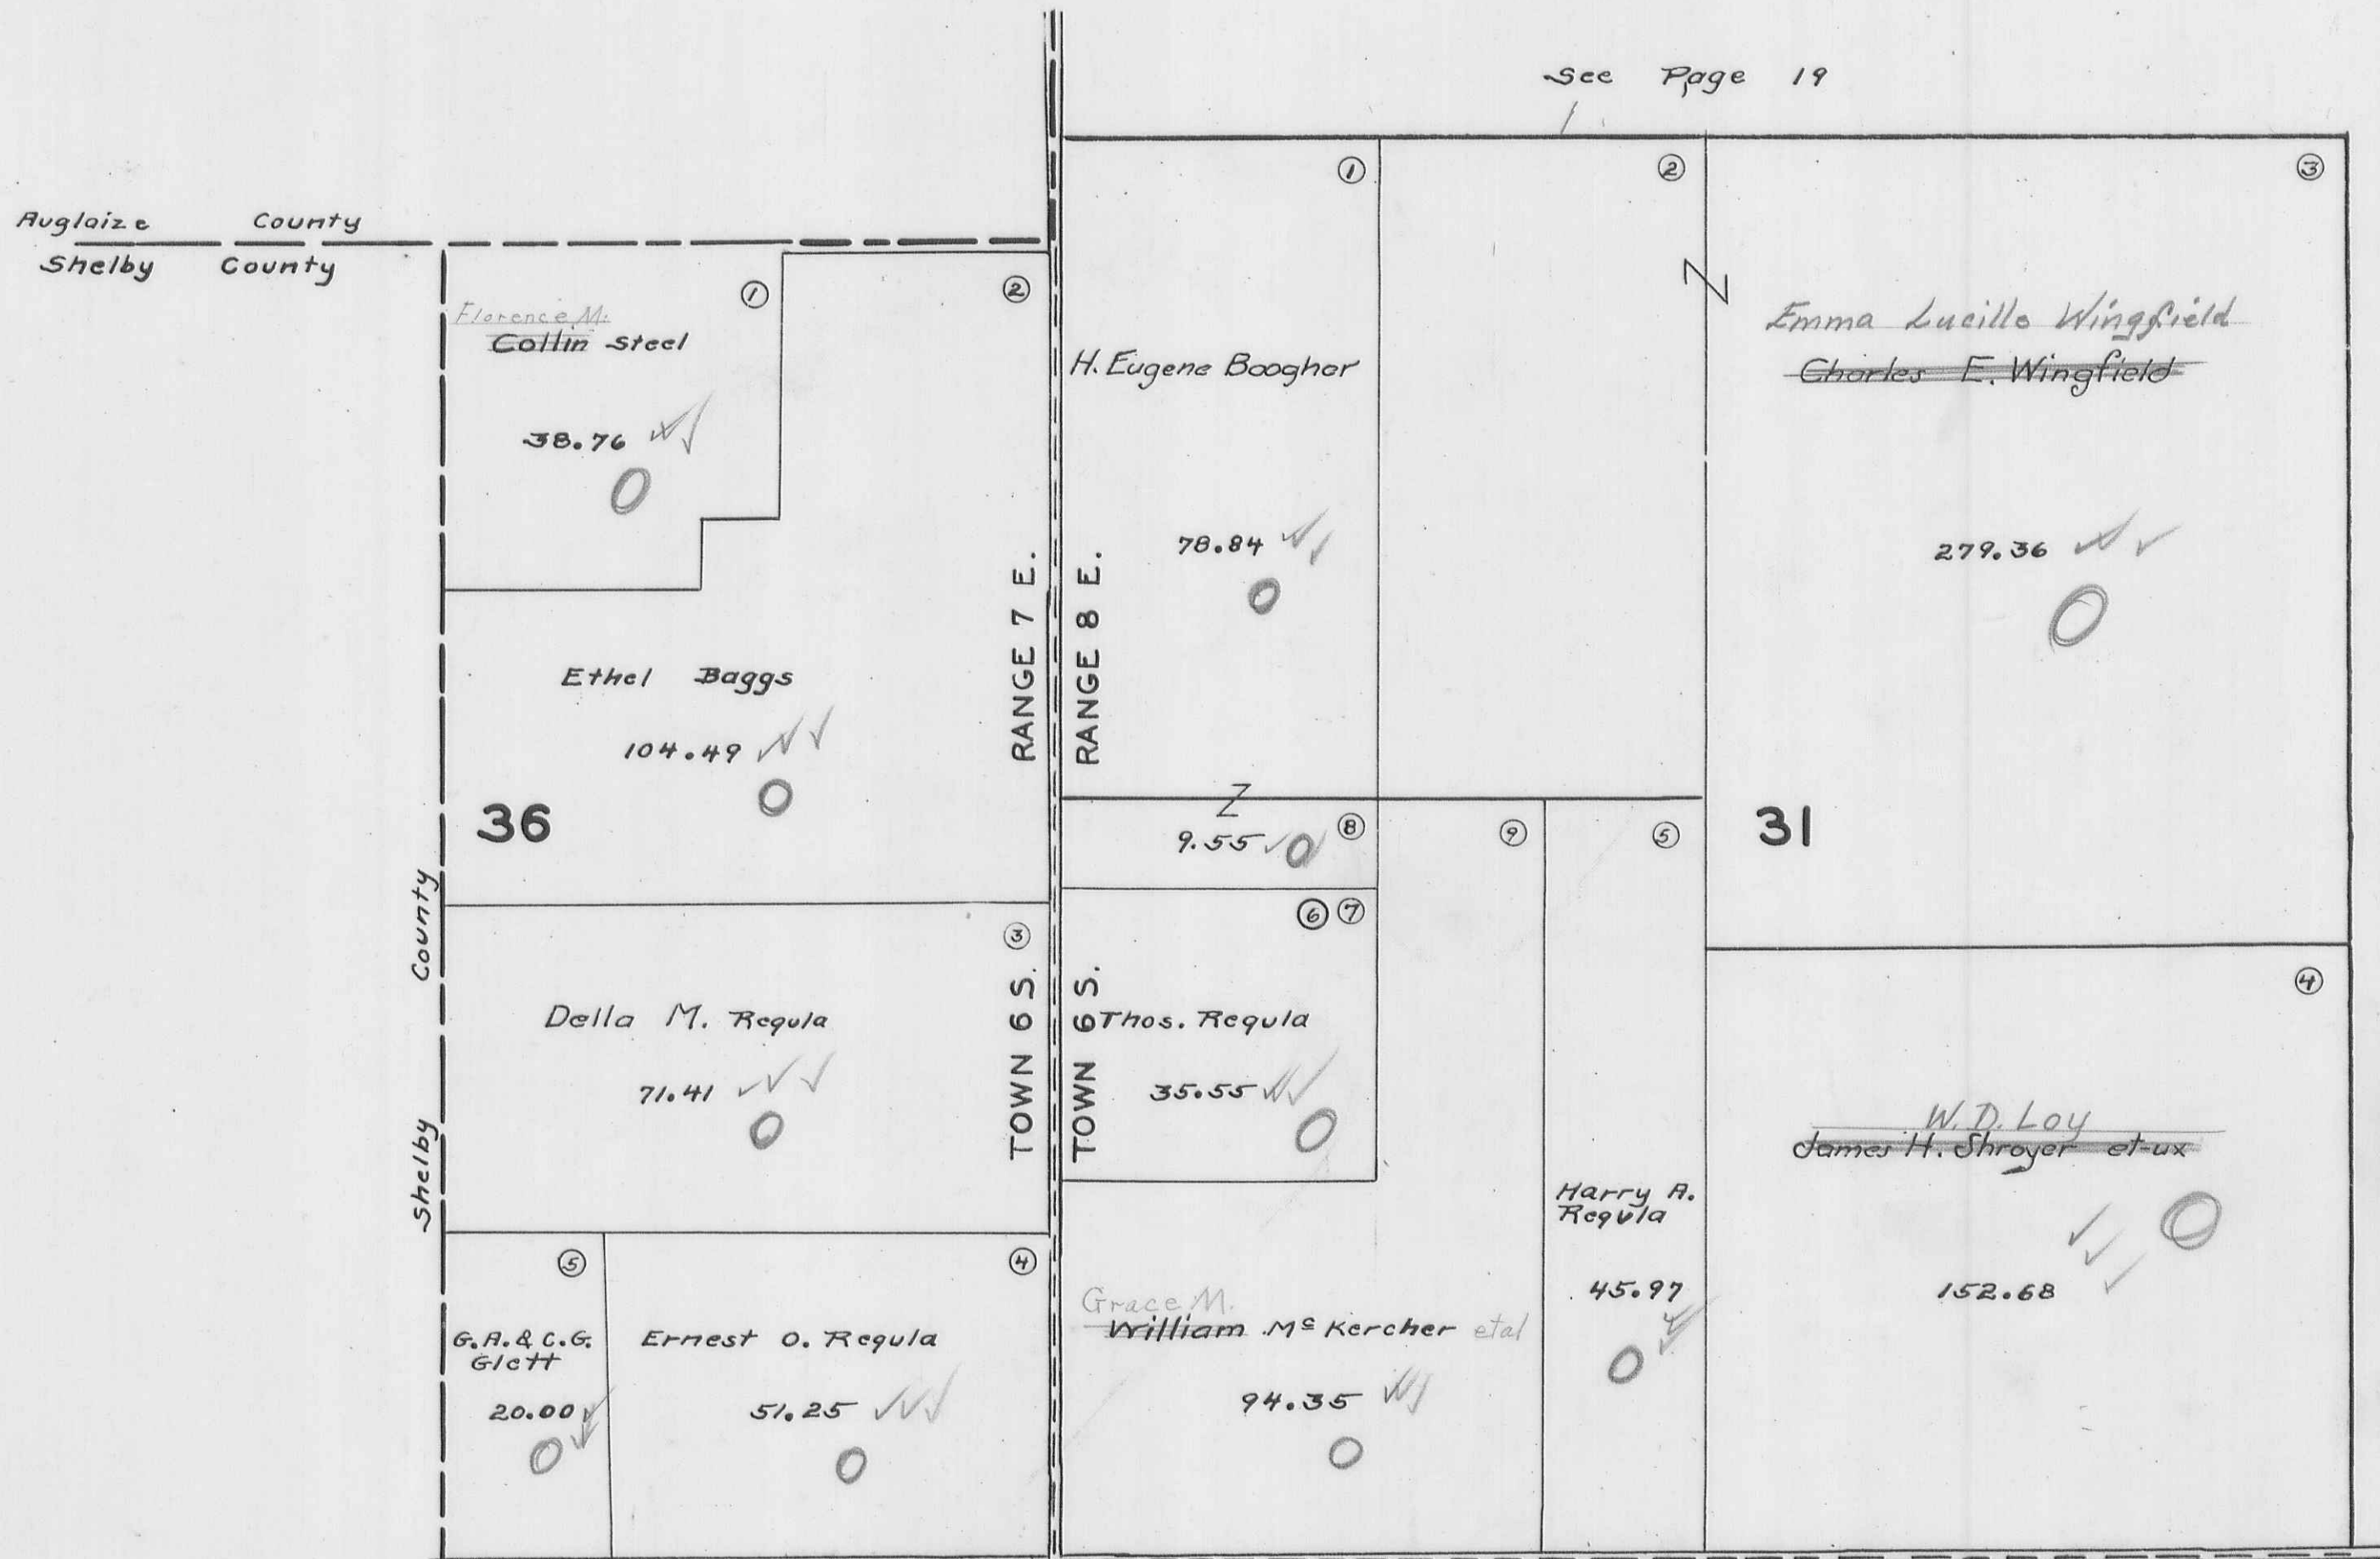 See Page 19
Auglaize County
Shelby County
①
②
Florence M.
Collin Steel
38.76
Ethel Baggs
104.49
36
RANGE 7 E.
③
Della M. Regula
71.41
TOWN 6 S.
Shelby County
⑤
G.A. & C.G.
Glett
20.00
④
Ernest O. Regula
51.25
①
H. Eugene Boogher
78.84
RANGE 8 E.
②
Z
③
Emma Lucille Wingfield
Charles E. Wingfield
279.36
31
Z
⑧
9.55
⑥ ⑦
Thos. Regula
35.55
TOWN 6 S.
⑨
Grace M.
William Mc Kercher etal
94.35
⑤
Harry A.
Regula
45.97
④
W. D. Loy
James H. Shroyer et-ux
152.68